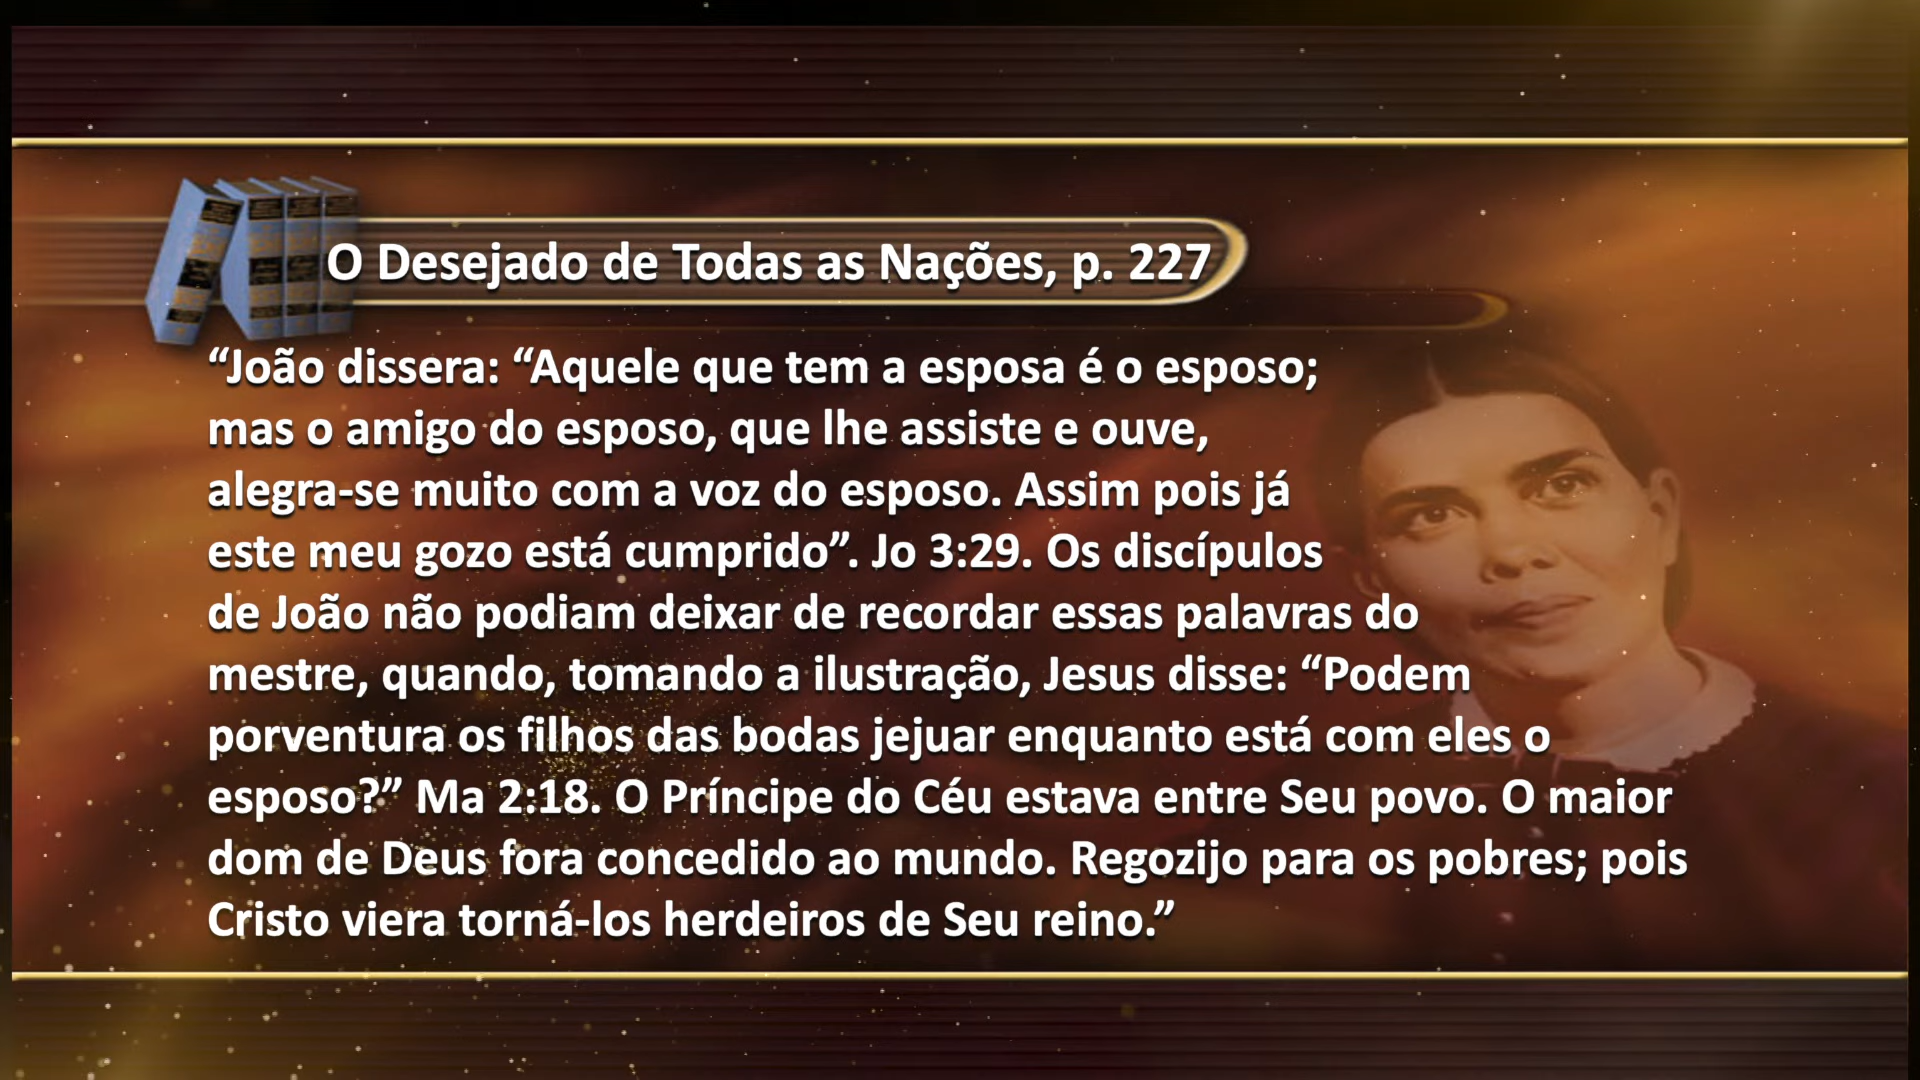 O Desejado de Todas as Nações, p. 227
“João dissera: “Aquele que tem a esposa é o esposo;
mas o amigo do esposo, que lhe assiste e ouve,
alegra-se muito com a voz do esposo. Assim pois já
este meu gozo está cumprido”. Jo 3:29. Os discípulos
de João não podiam deixar de recordar essas palavras do
mestre, quando, tomando a ilustração, Jesus disse: “Podem
porventura os filhos das bodas jejuar enquanto está com eles o
esposo?” Ma 2:18. O Príncipe do Céu estava entre Seu povo. O maior
dom de Deus fora concedido ao mundo. Regozijo para os pobres; pois
Cristo viera torná-los herdeiros de Seu reino.”